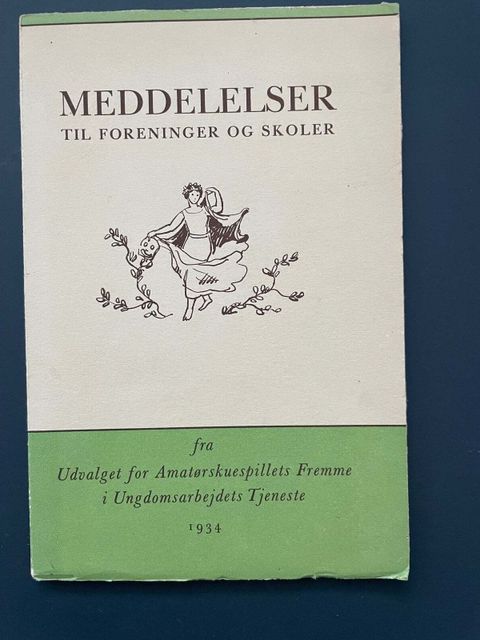 MEDDELELSER
TIL FORENINGER OG SKOLER
fra
Udvalget for Amatørskuespillets Fremme
i Ungdomsarbejdets Tjeneste
1934